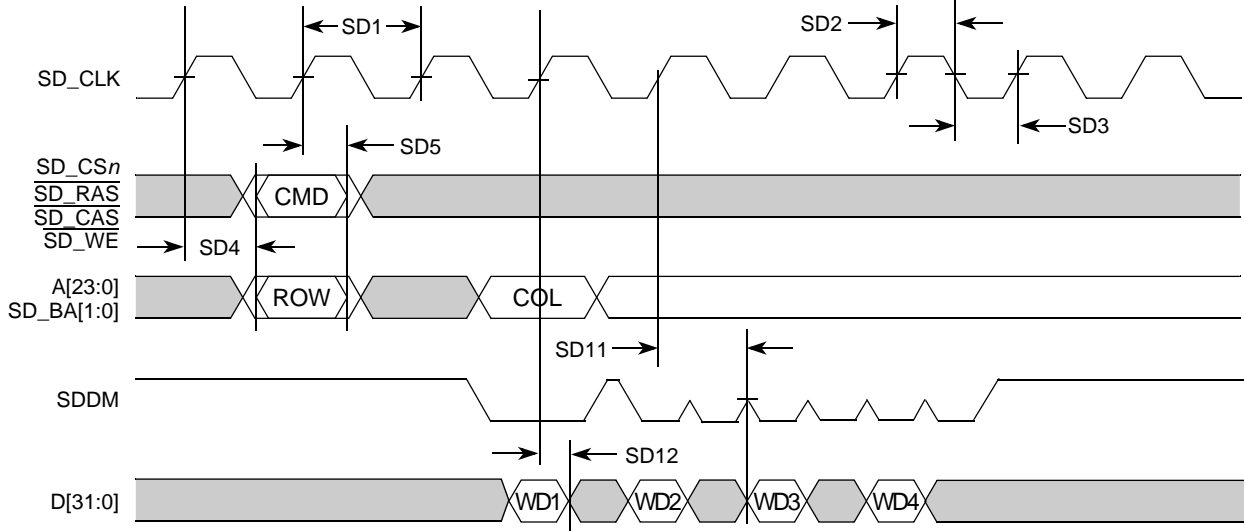 SD1
SD2
SD_CLK
SD3
SD5
SD_CSn
SD_RAS
CMD
SD_CAS
SD_WE
SD4
A[23:0]
ROW
COL
SD_BA[1:0]
SD11
SDDM
SD12
D[31:0]
WD1
WD2
WD3
WD4